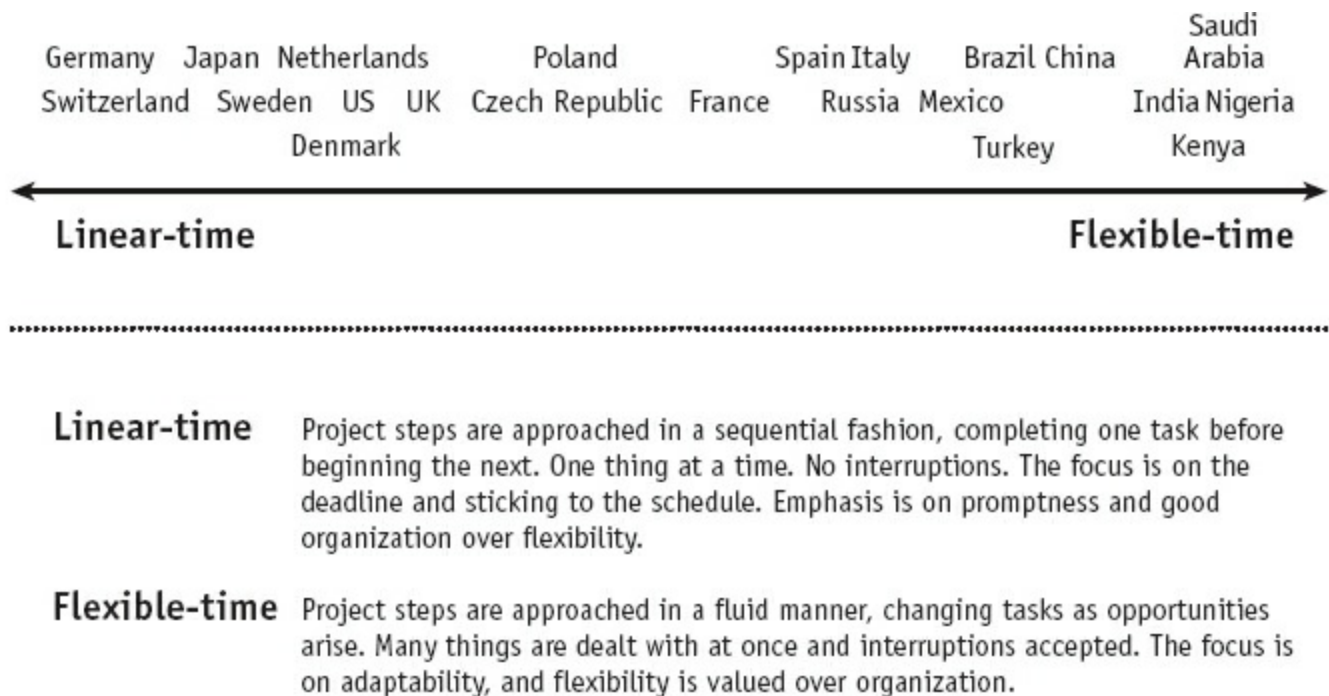 Saudi
Germany Japan Netherlands Poland Spain Italy Brazil China Arabia
Switzerland Sweden US UK Czech Republic France Russia Mexico India Nigeria
Denmark Turkey Kenya
Linear-time Flexible-time
Linear-time Project steps are approached in a sequential fashion, completing one task before
beginning the next. One thing at a time. No interruptions. The focus is on the
deadline and sticking to the schedule. Emphasis is on promptness and good
organization over flexibility.
Flexible-time Project steps are approached in a fluid manner, changing tasks as opportunities
arise. Many things are dealt with at once and interruptions accepted. The focus is
on adaptability, and flexibility is valued over organization.